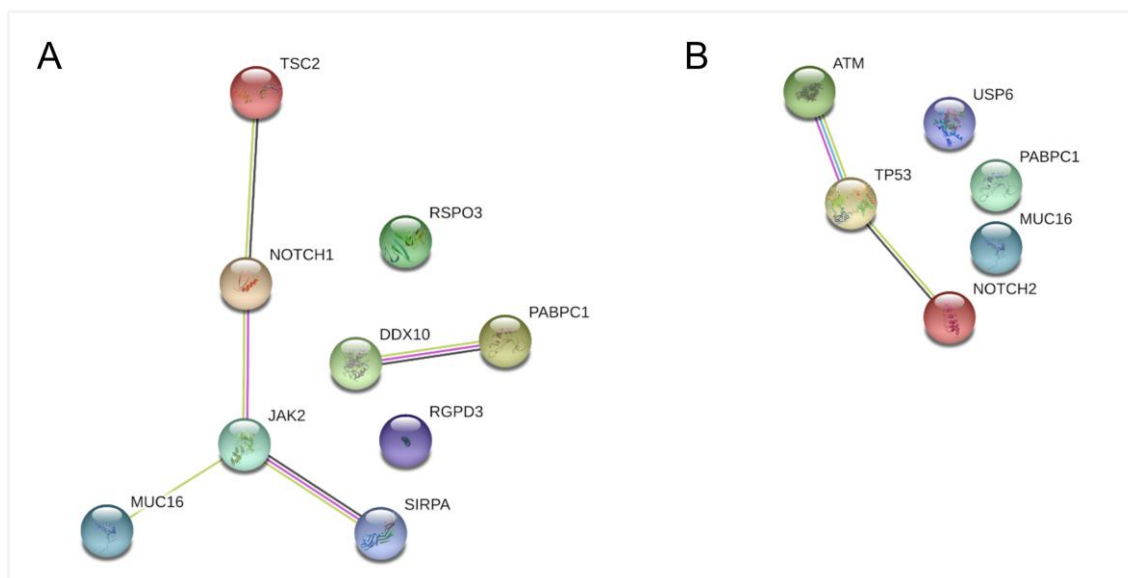 A
TSC2
RSPO3
NOTCH1
PABPC1
DDX10
JAK2
RGPD3
MUC16
SIRPA
B
ATM
USP6
PABPC1
TP53
MUC16
NOTCH2